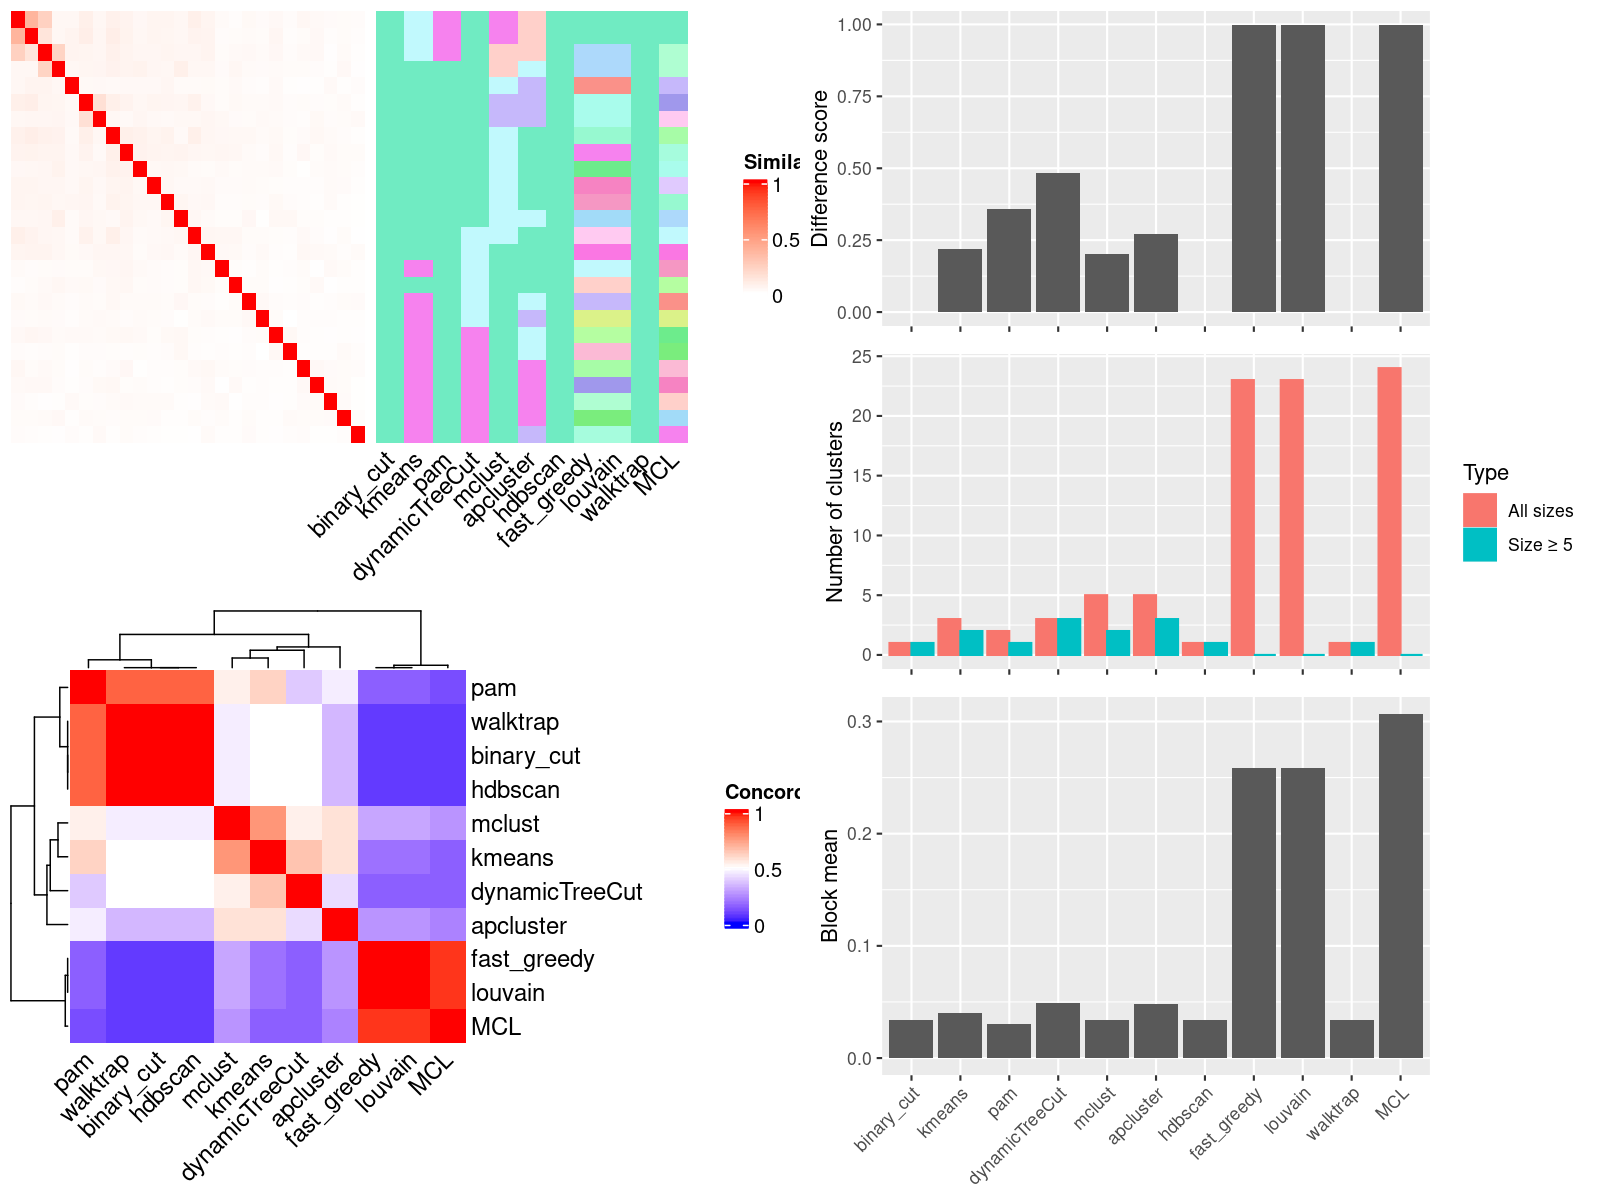 Simila
1
0.5
0
binary_cut
kmeans
pam
dynamicTreeCut
mclust
apcluster
hdbscan
fast_greedy
louvain
walktrap
MCL
pam
walktrap
binary_cut
hdbscan
mclust
kmeans
dynamicTreeCut
apcluster
fast_greedy
louvain
MCL
Concord
1
0.5
0
pam
walktrap
binary_cut
hdbscan
mclust
kmeans
dynamicTreeCut
apcluster
fast_greedy
louvain
MCL
Difference score
1.00
0.75
0.50
0.25
0.00
Number of clusters
25
20
15
10
5
0
Type
All sizes
Size ≥ 5
Block mean
0.3
0.2
0.1
0.0
binary_cut
kmeans
pam
dynamicTreeCut
mclust
apcluster
hdbscan
fast_greedy
louvain
walktrap
MCL